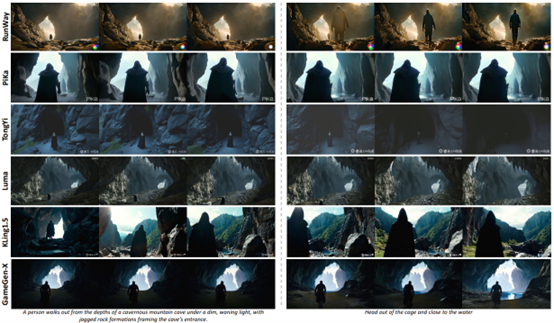 RunWay
PiKa
TongYi
Luma
KLing1.5
GameGen-X
A person walks out from the depths of a cavernous mountain cave under a dim, waning light, with
jagged rock formations framing the cave's entrance.
Head out of the cage and close to the water